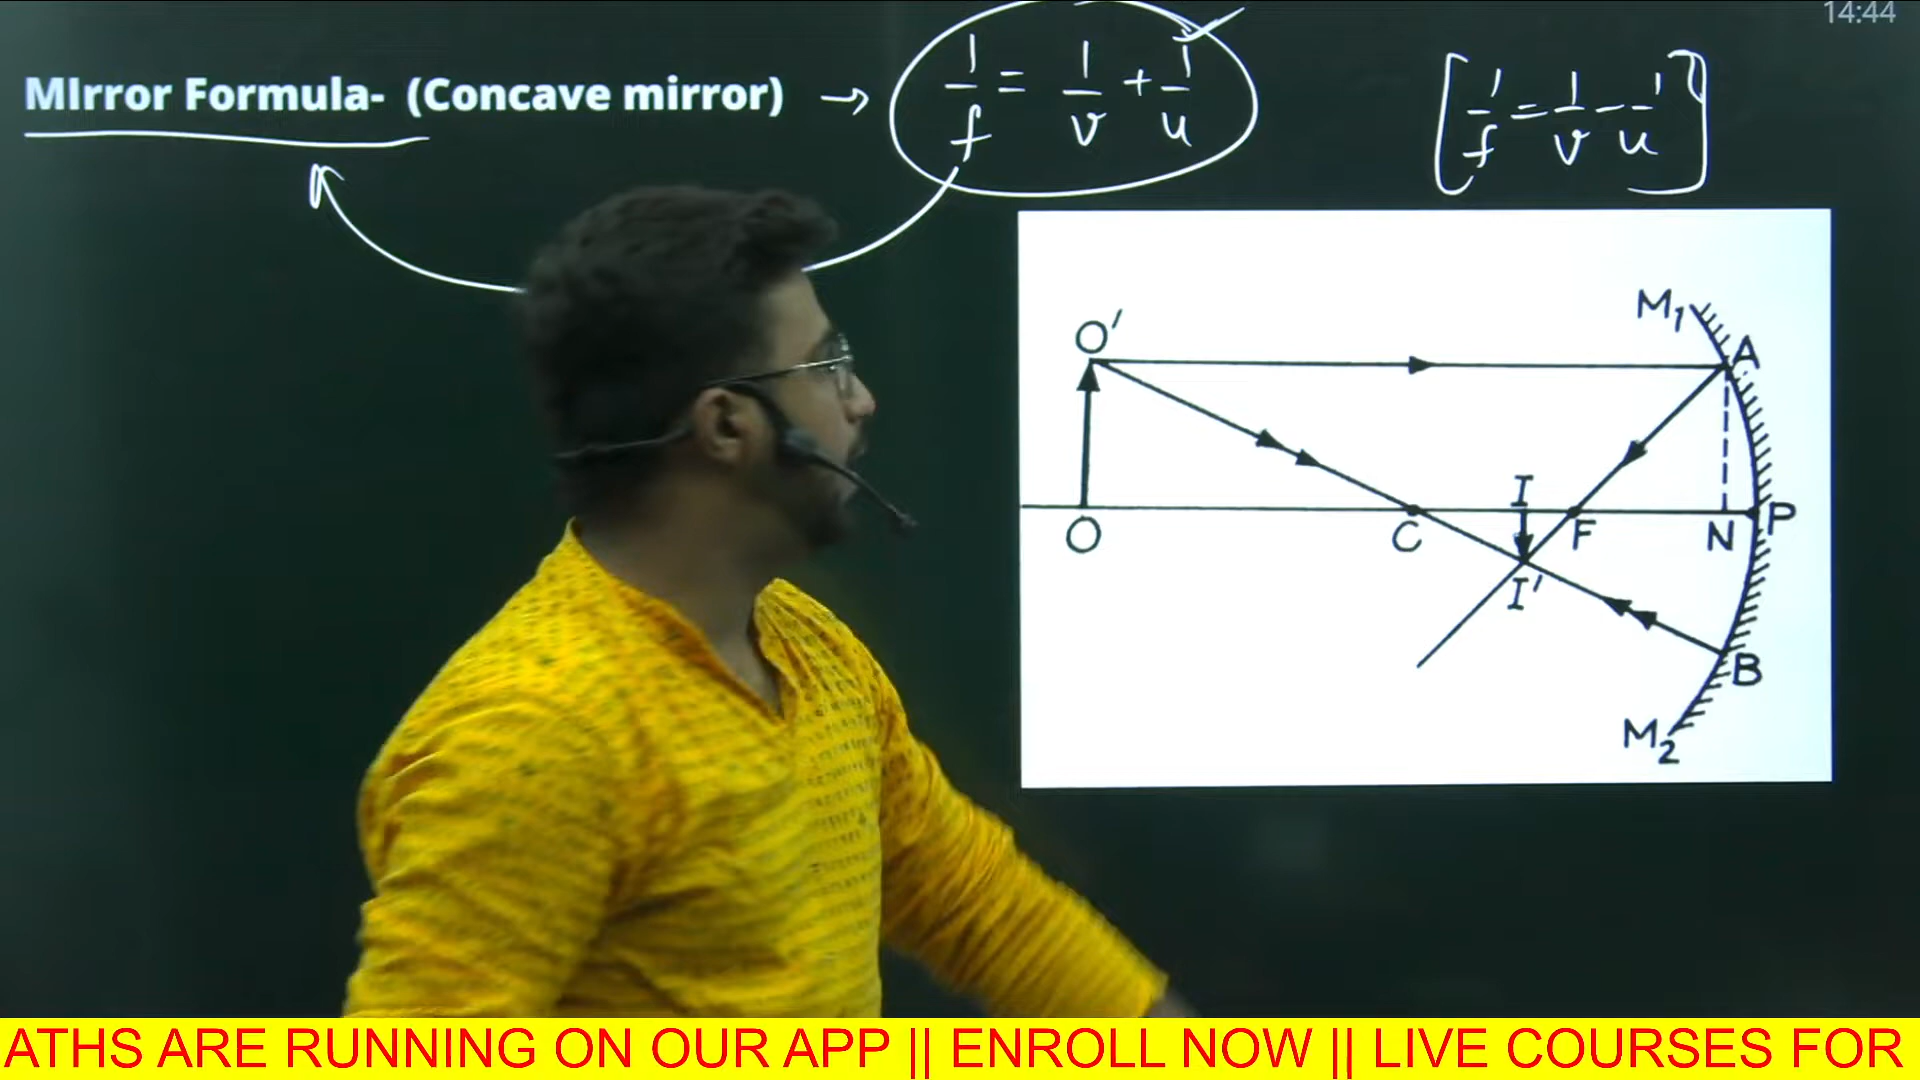 14:44
MIrror Formula- (Concave mirror) → 1/f = 1/v + 1/u
[1/f = 1/v - 1/u]
M1
O'
A
I
O
C
F
N
P
I'
B
M2
ATHS ARE RUNNING ON OUR APP || ENROLL NOW || LIVE COURSES FOR